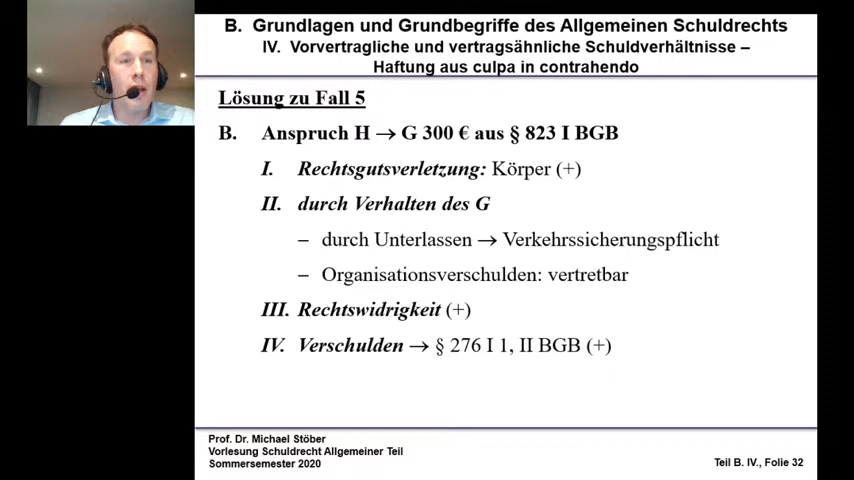 B. Grundlagen und Grundbegriffe des Allgemeinen Schuldrechts
IV. Vorvertragliche und vertragsähnliche Schuldverhältnisse –
Haftung aus culpa in contrahendo
Lösung zu Fall 5
B. Anspruch H → G 300 € aus § 823 I BGB
I. Rechtsgutsverletzung: Körper (+)
II. durch Verhalten des G
– durch Unterlassen → Verkehrssicherungspflicht
– Organisationsverschulden: vertretbar
III. Rechtswidrigkeit (+)
IV. Verschulden → § 276 I 1, II BGB (+)
Prof. Dr. Michael Stöber
Vorlesung Schuldrecht Allgemeiner Teil
Sommersemester 2020
Teil B. IV., Folie 32